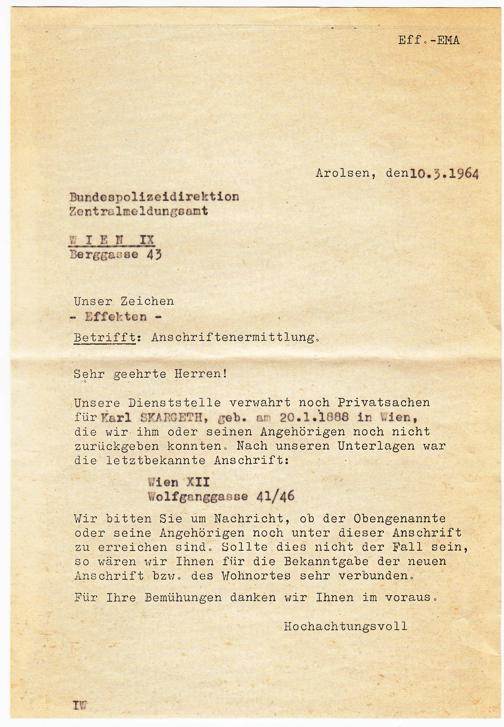 Eff.-EMA
Arolsen, den10.3.1964
Bundespolizeidirektion
Zentralmeldungsamt
W I E N  IX
Berggasse 43
Unser Zeichen
- Effekten -
Betrifft: Anschriftenermittlung.
Sehr geehrte Herren!
Unsere Dienststelle verwahrt noch Privatsachen
für Karl SKARGETH, geb. am 20.1.1888 in Wien,
die wir ihm oder seinen Angehörigen noch nicht
zurückgeben konnten. Nach unseren Unterlagen war
die letztbekannte Anschrift:
Wien XII
Wolfganggasse 41/46
Wir bitten Sie um Nachricht, ob der Obengenannte
oder seine Angehörigen noch unter dieser Anschrift
zu erreichen sind. Sollte dies nicht der Fall sein,
so wären wir Ihnen für die Bekanntgabe der neuen
Anschrift bzw. des Wohnortes sehr verbunden.
Für Ihre Bemühungen danken wir Ihnen im voraus.
Hochachtungsvoll
IW